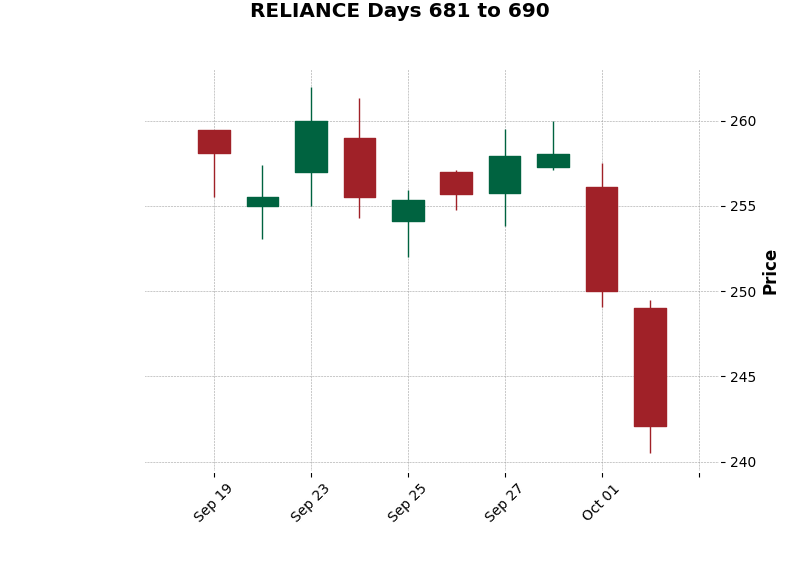 RELIANCE Days 681 to 690
260
255
250
245
240
Price
Sep 19
Sep 23
Sep 25
Sep 27
Oct 01